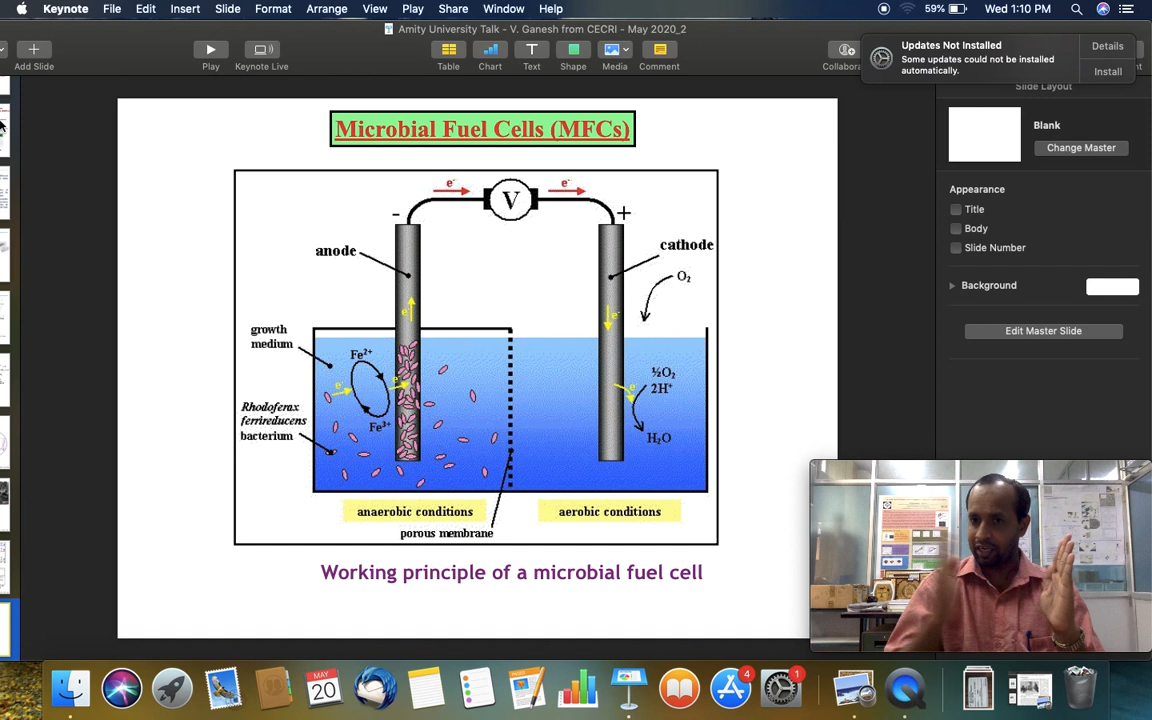 Keynote File Edit Insert Slide Format Arrange View Play Share Window Help 59% Wed 1:10 PM
Amity University Talk - V. Ganesh from CECRI - May 2020_2
Add Slide Play Keynote Live Table Chart Text Shape Media Comment
Updates Not Installed
Some updates could not be installed
automatically.
Details
Install
Slide Layout
Blank
Change Master
Appearance
Title
Body
Slide Number
Background
Edit Master Slide
Microbial Fuel Cells (MFCs)
e⁻ V e⁻
- +
anode
cathode
O₂
e⁻
e⁻
growth
medium
Fe²⁺
e⁻
e⁻
Fe³⁺
Rhodoferax
ferrireducens
bacterium
½O₂
2H⁺
e⁻
H₂O
anaerobic conditions
aerobic conditions
porous membrane
Working principle of a microbial fuel cell
MAY
20
4
1